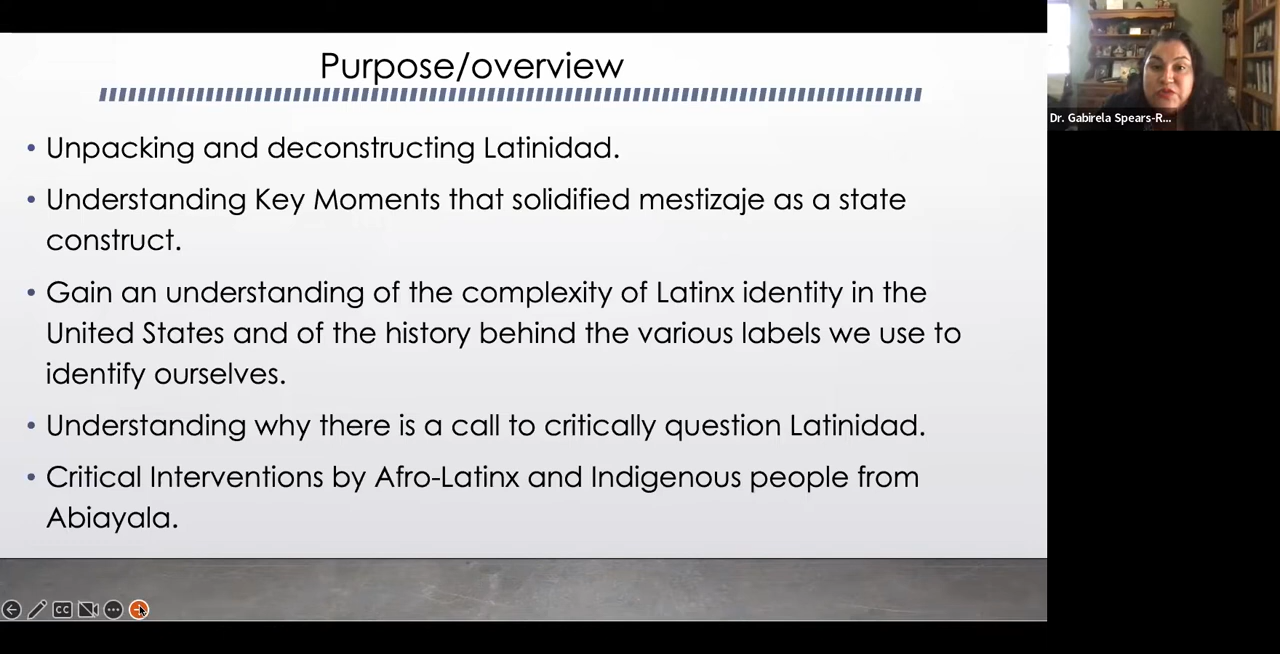 Purpose/overview
• Unpacking and deconstructing Latinidad.
• Understanding Key Moments that solidified mestizaje as a state
construct.
• Gain an understanding of the complexity of Latinx identity in the
United States and of the history behind the various labels we use to
identify ourselves.
• Understanding why there is a call to critically question Latinidad.
• Critical Interventions by Afro-Latinx and Indigenous people from
Abiayala.
Dr. Gabirela Spears-R...
CC